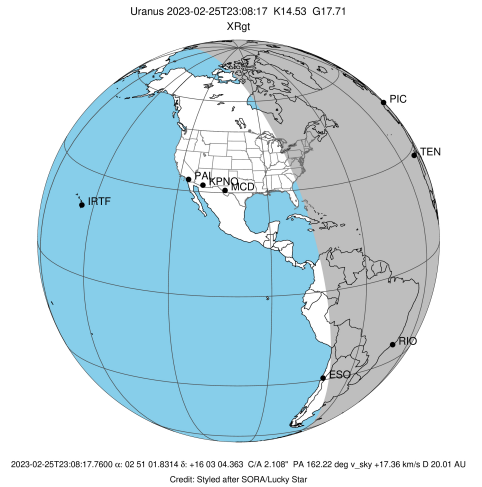 Uranus 2023-02-25T23:08:17 K14.53 G17.71
XRgt
PIC
TEN
PAL
KPNO
MCD
IRTF
RIO
ESO
2023-02-25T23:08:17.7600 α: 02 51 01.8314 δ: +16 03 04.363 C/A 2.108" PA 162.22 deg v_sky +17.36 km/s D 20.01 AU
Credit: Styled after SORA/Lucky Star